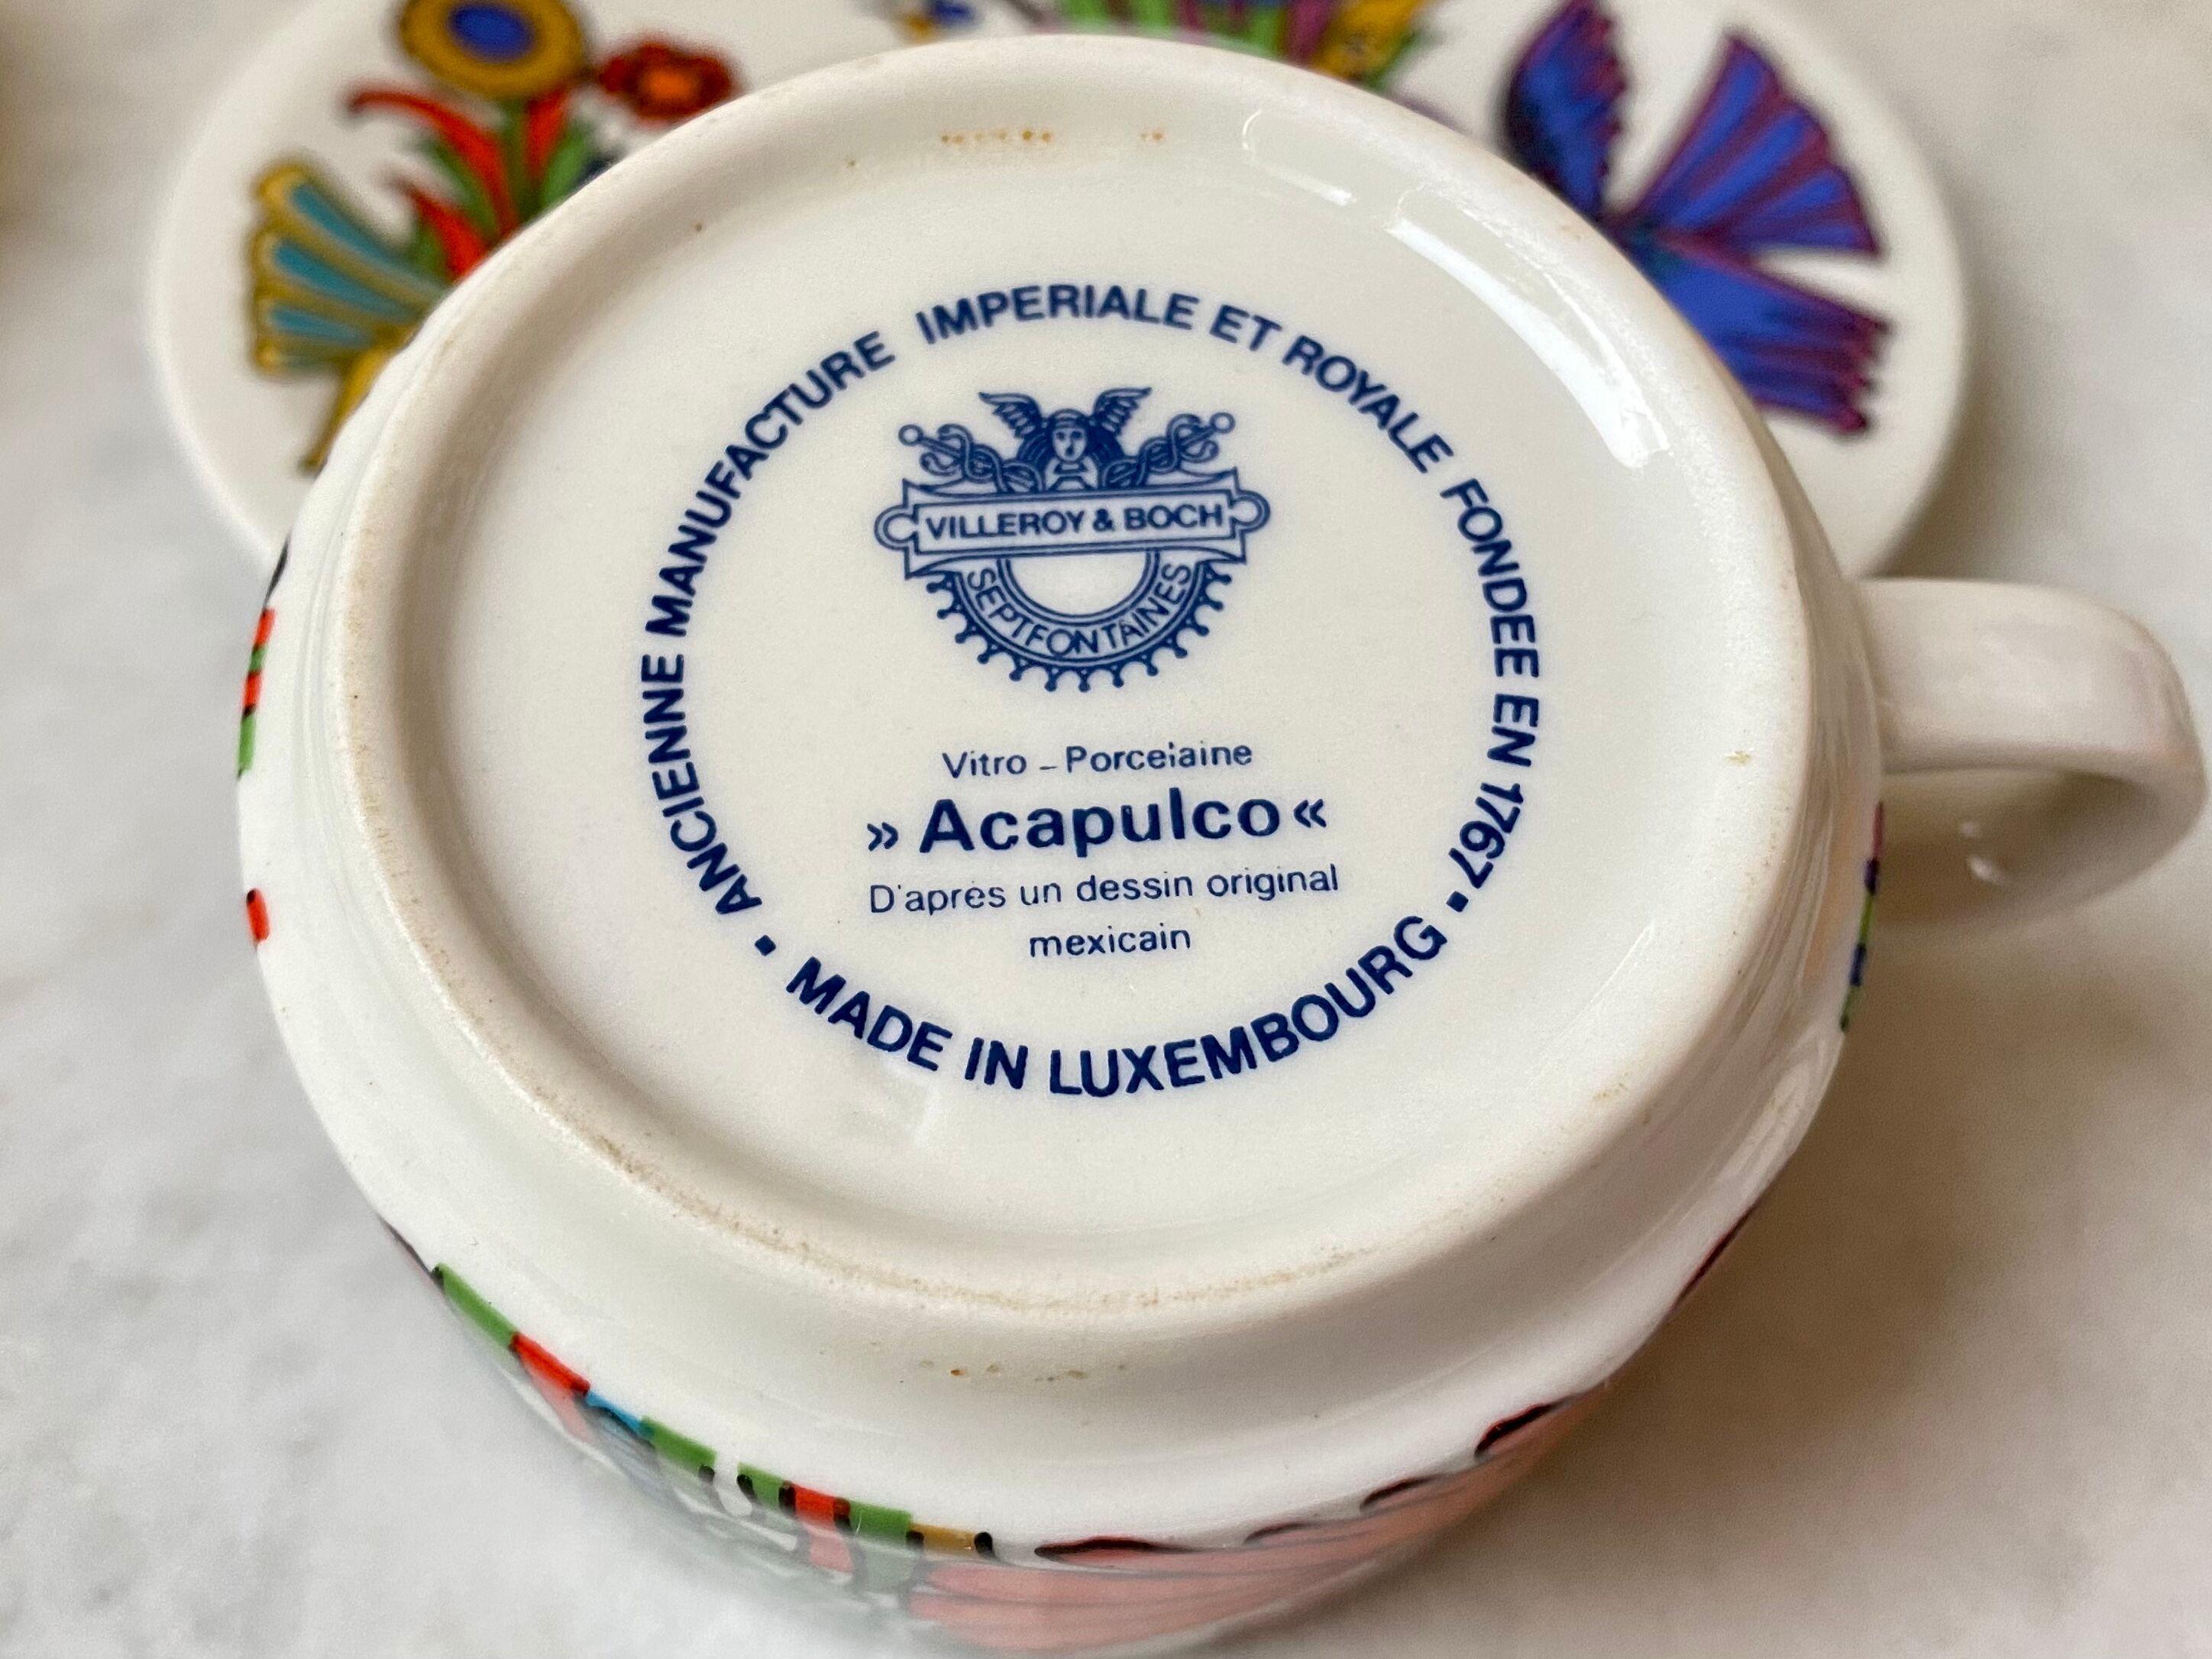 ANCIENNE MANUFACTURE IMPERIALE ET ROYALE FONDEE EN 1767 •
VILLEROY & BOCH
SEPTFONTAINES
Vitro - Porcelaine
» Acapulco «
D'après un dessin original
mexicain
MADE IN LUXEMBOURG •